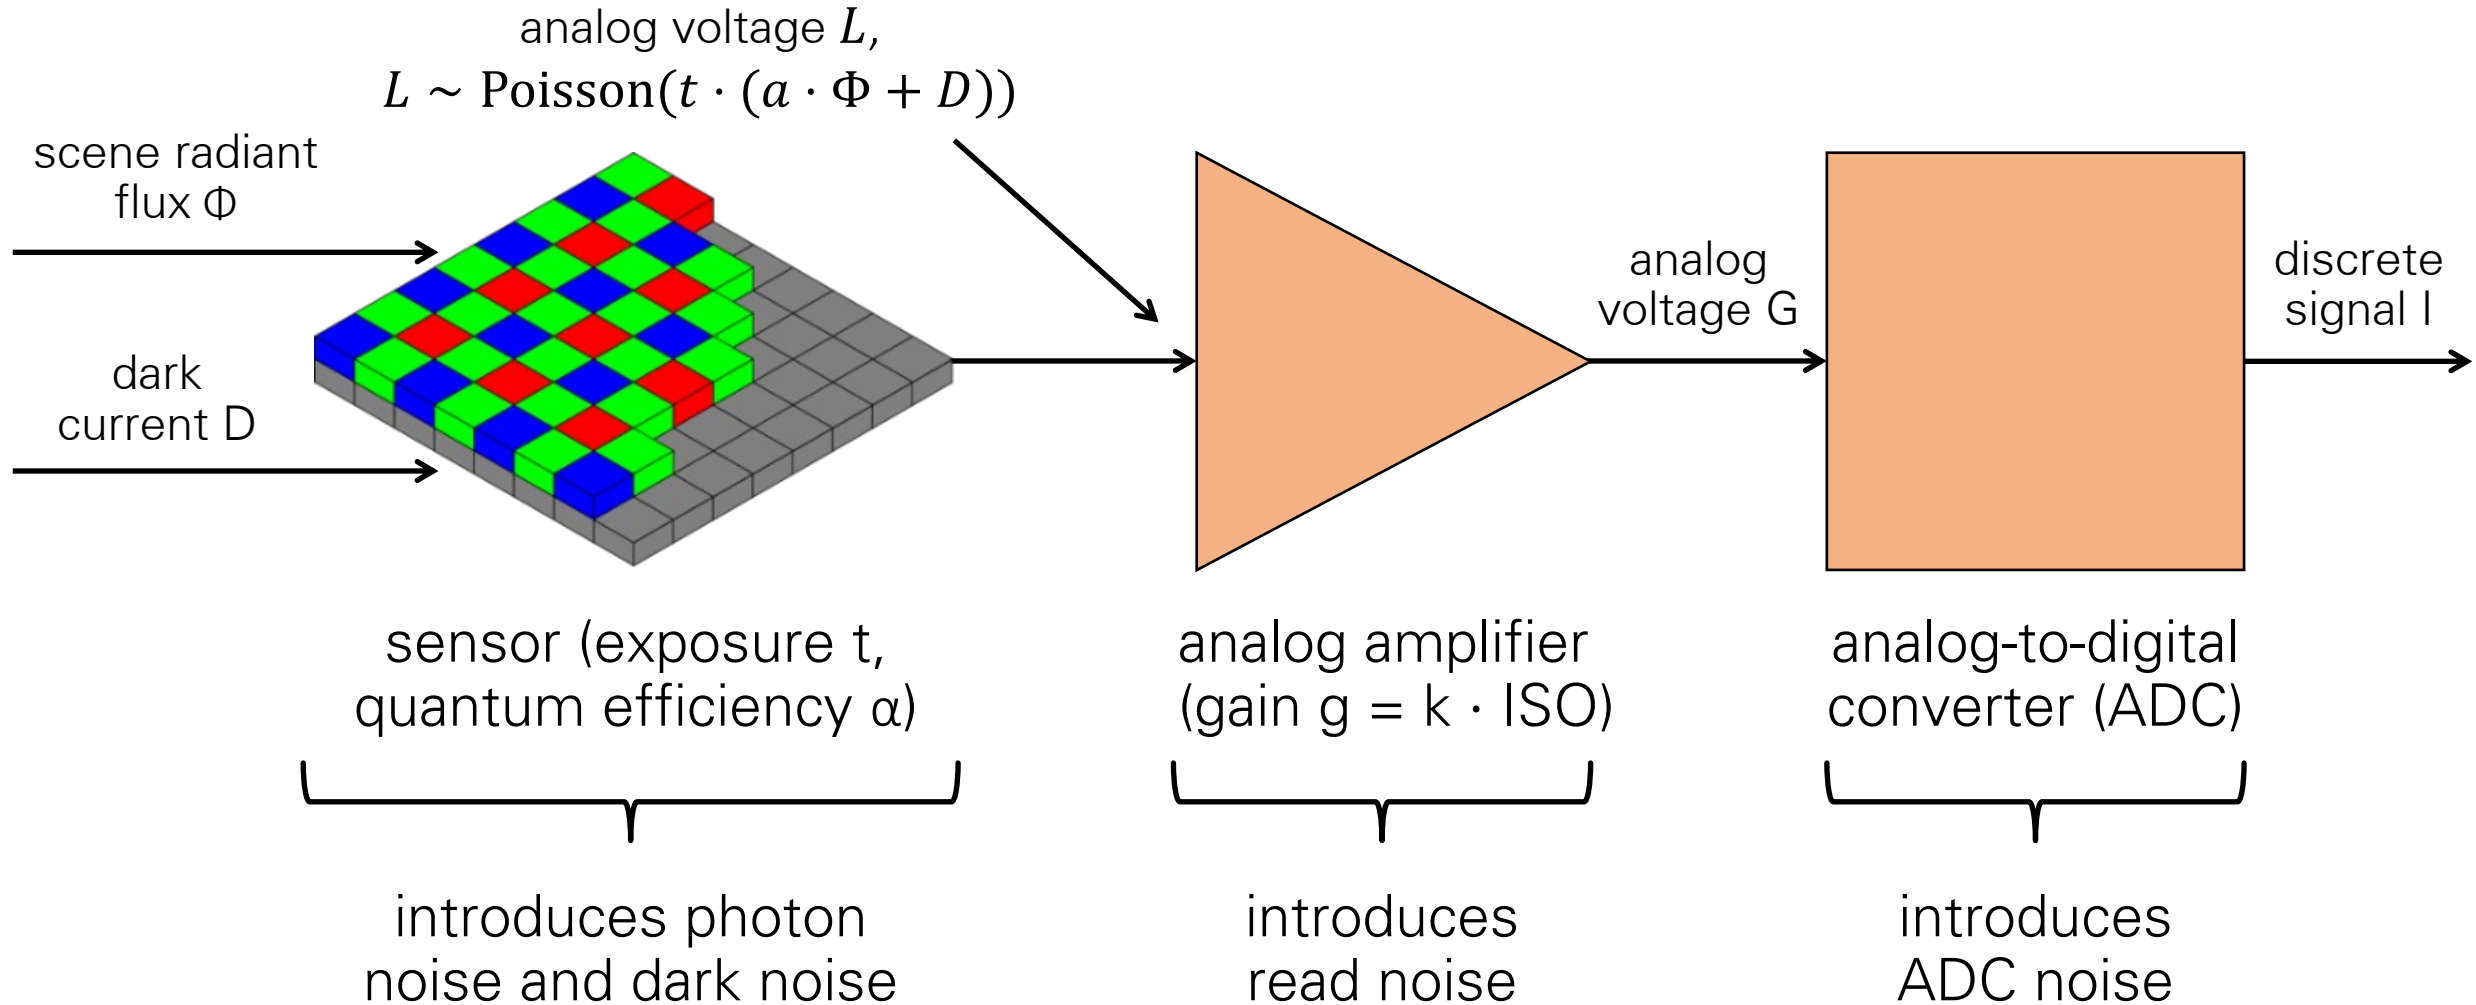 analog voltage 𝐿,
𝐿 ~ Poisson(𝑡 · (𝑎 · Φ + 𝐷))
scene radiant
flux Φ
dark
current D
analog
voltage G
discrete
signal I
sensor (exposure t,
quantum efficiency α)
analog amplifier
(gain g = k · ISO)
analog-to-digital
converter (ADC)
introduces photon
noise and dark noise
introduces
read noise
introduces
ADC noise